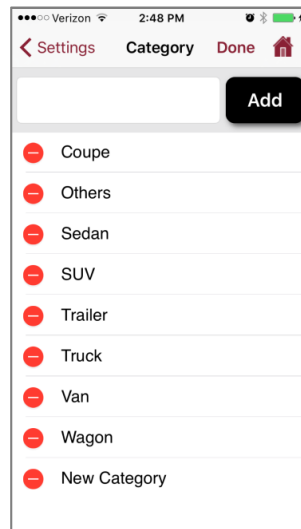 Verizon 2:48 PM
Settings Category Done
Add
Coupe
Others
Sedan
SUV
Trailer
Truck
Van
Wagon
New Category